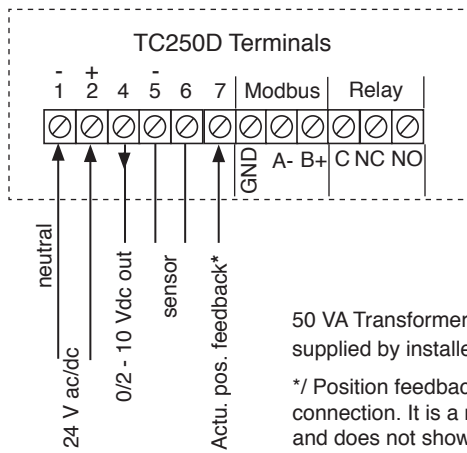 TC250D Terminals
- + -
1 2 4 5 6 7 Modbus Relay
GND A- B+ C NC NO
neutral
24 V ac/dc
0/2 - 10 Vdc out
sensor
Actu. pos. feedback*
50 VA Transformer
supplied by installe
*/ Position feedbac
connection. It is a r
and does not show